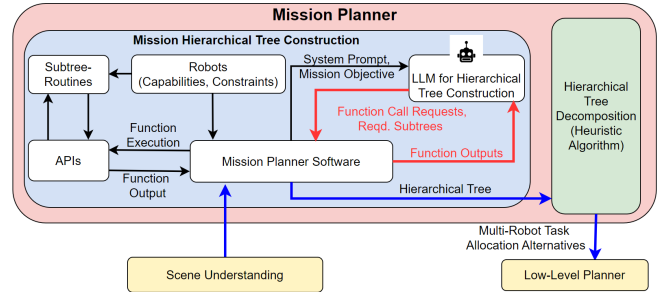 Mission Planner
Mission Hierarchical Tree Construction
Subtree-
Routines
Robots
(Capabilities, Constraints)
System Prompt,
Mission Objective
LLM for Hierarchical
Tree Construction
Hierarchical
Tree
Decomposition
(Heuristic
Algorithm)
Function Call Requests,
Reqd. Subtrees
Function
Execution
APIs
Mission Planner Software
Function Outputs
Function
Output
Hierarchical Tree
Multi-Robot Task
Allocation Alternatives
Scene Understanding
Low-Level Planner